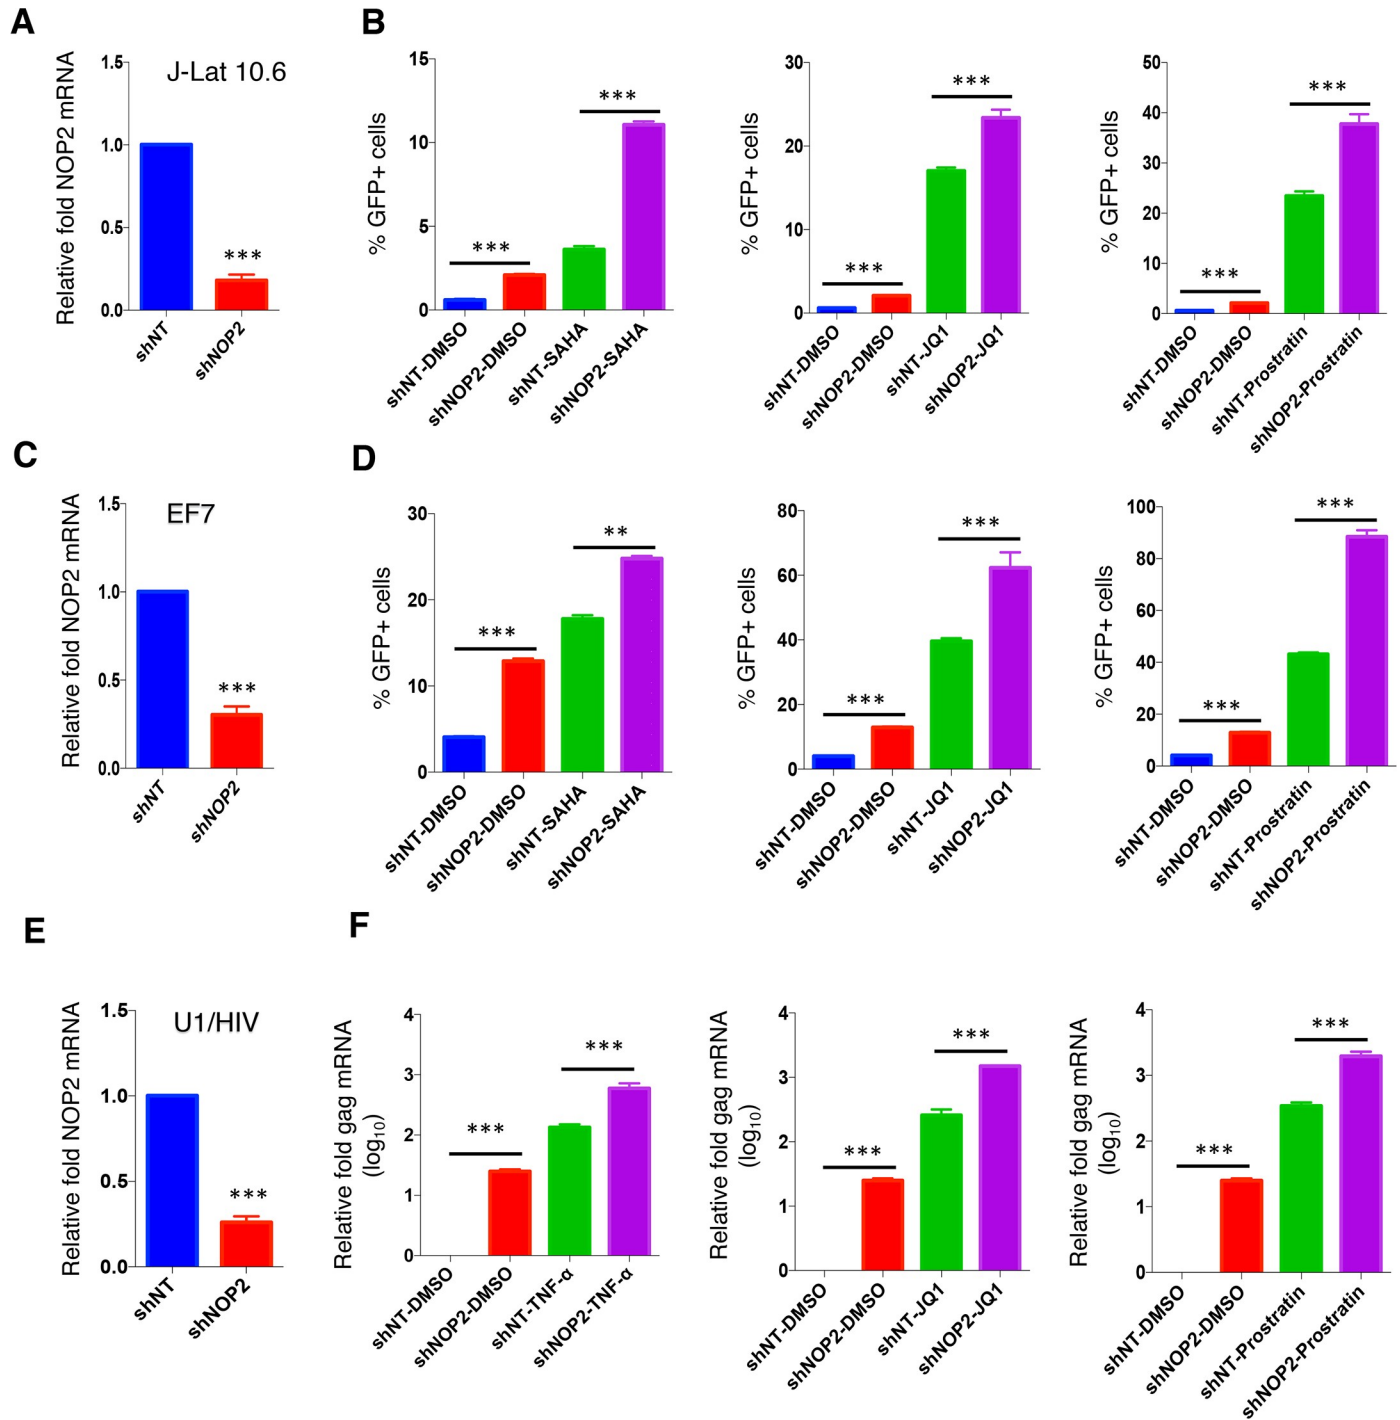 A
Relative fold NOP2 mRNA
J-Lat 10.6
1.5
1.0
0.5
0.0
***
shNT
shNOP2
B
% GFP+ cells
15
10
5
0
***
***
shNT-DMSO
shNOP2-DMSO
shNT-SAHA
shNOP2-SAHA
% GFP+ cells
30
20
10
0
***
***
shNT-DMSO
shNOP2-DMSO
shNT-JQ1
shNOP2-JQ1
% GFP+ cells
50
40
30
20
10
0
***
***
shNT-DMSO
shNOP2-DMSO
shNT-Prostratin
shNOP2-Prostratin
C
Relative fold NOP2 mRNA
EF7
1.5
1.0
0.5
0.0
***
shNT
shNOP2
D
% GFP+ cells
30
20
10
0
***
**
shNT-DMSO
shNOP2-DMSO
shNT-SAHA
shNOP2-SAHA
% GFP+ cells
80
60
40
20
0
***
***
shNT-DMSO
shNOP2-DMSO
shNT-JQ1
shNOP2-JQ1
% GFP+ cells
100
80
60
40
20
0
***
***
shNT-DMSO
shNOP2-DMSO
shNT-Prostratin
shNOP2-Prostratin
E
Relative fold NOP2 mRNA
U1/HIV
1.5
1.0
0.5
0.0
***
shNT
shNOP2
F
Relative fold gag mRNA
(log₁₀)
4
3
2
1
0
***
***
shNT-DMSO
shNOP2-DMSO
shNT-TNF-α
shNOP2-TNF-α
Relative fold gag mRNA
(log₁₀)
4
3
2
1
0
***
***
shNT-DMSO
shNOP2-DMSO
shNT-JQ1
shNOP2-JQ1
Relative fold gag mRNA
(log₁₀)
4
3
2
1
0
***
***
shNT-DMSO
shNOP2-DMSO
shNT-Prostratin
shNOP2-Prostratin